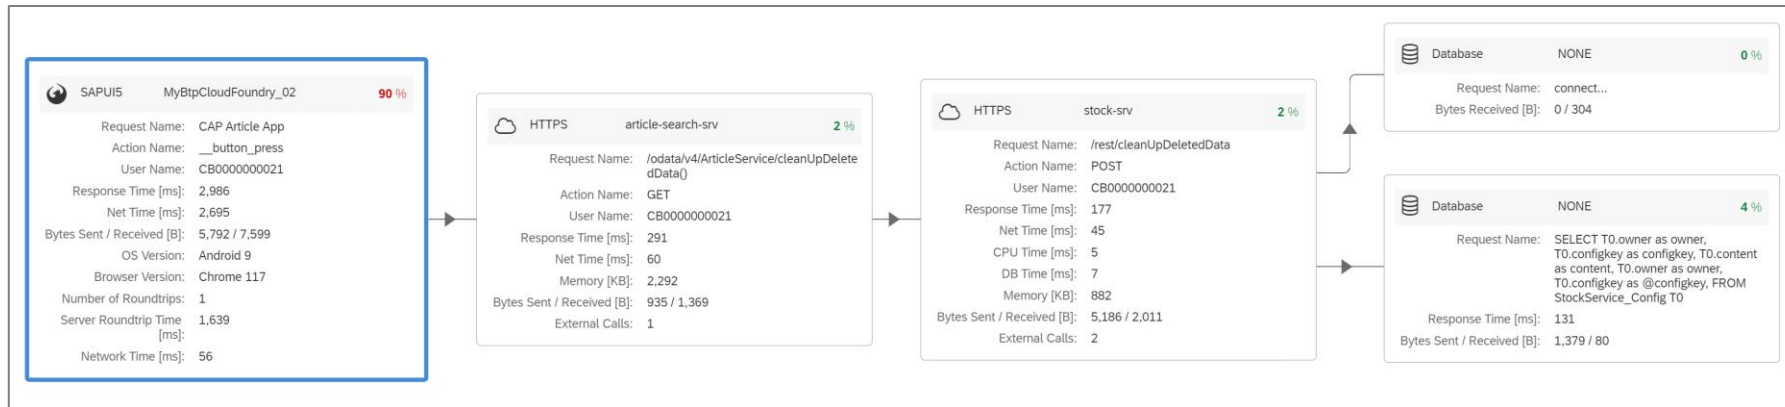 SAPUI5 MyBtpCloudFoundry_02 90 %
Request Name: CAP Article App
Action Name: __button_press
User Name: CB0000000021
Response Time [ms]: 2,986
Net Time [ms]: 2,695
Bytes Sent / Received [B]: 5,792 / 7,599
OS Version: Android 9
Browser Version: Chrome 117
Number of Roundtrips: 1
Server Roundtrip Time 1,639
[ms]:
Network Time [ms]: 56
HTTPS article-search-srv 2 %
Request Name: /odata/v4/ArticleService/cleanUpDelete
dData()
Action Name: GET
User Name: CB0000000021
Response Time [ms]: 291
Net Time [ms]: 60
Memory [KB]: 2,292
Bytes Sent / Received [B]: 935 / 1,369
External Calls: 1
HTTPS stock-srv 2 %
Request Name: /rest/cleanUpDeletedData
Action Name: POST
User Name: CB0000000021
Response Time [ms]: 177
Net Time [ms]: 45
CPU Time [ms]: 5
DB Time [ms]: 7
Memory [KB]: 882
Bytes Sent / Received [B]: 5,186 / 2,011
External Calls: 2
Database NONE 0 %
Request Name: connect...
Bytes Received [B]: 0 / 304
Database NONE 4 %
Request Name: SELECT T0.owner as owner,
T0.configkey as configkey, T0.content
as content, T0.owner as owner,
T0.configkey as @configkey, FROM
StockService_Config T0
Response Time [ms]: 131
Bytes Sent / Received [B]: 1,379 / 80